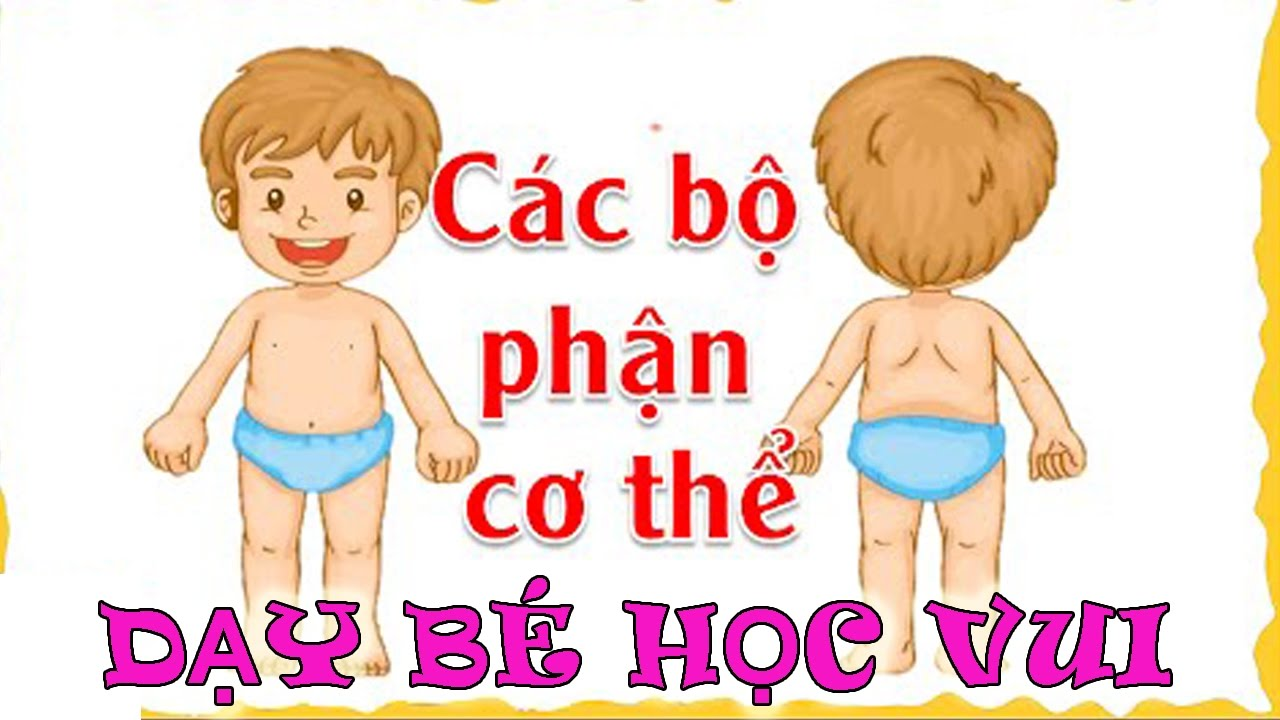 Các bộ
phận
cơ thể
DẠY BÉ HỌC VUI